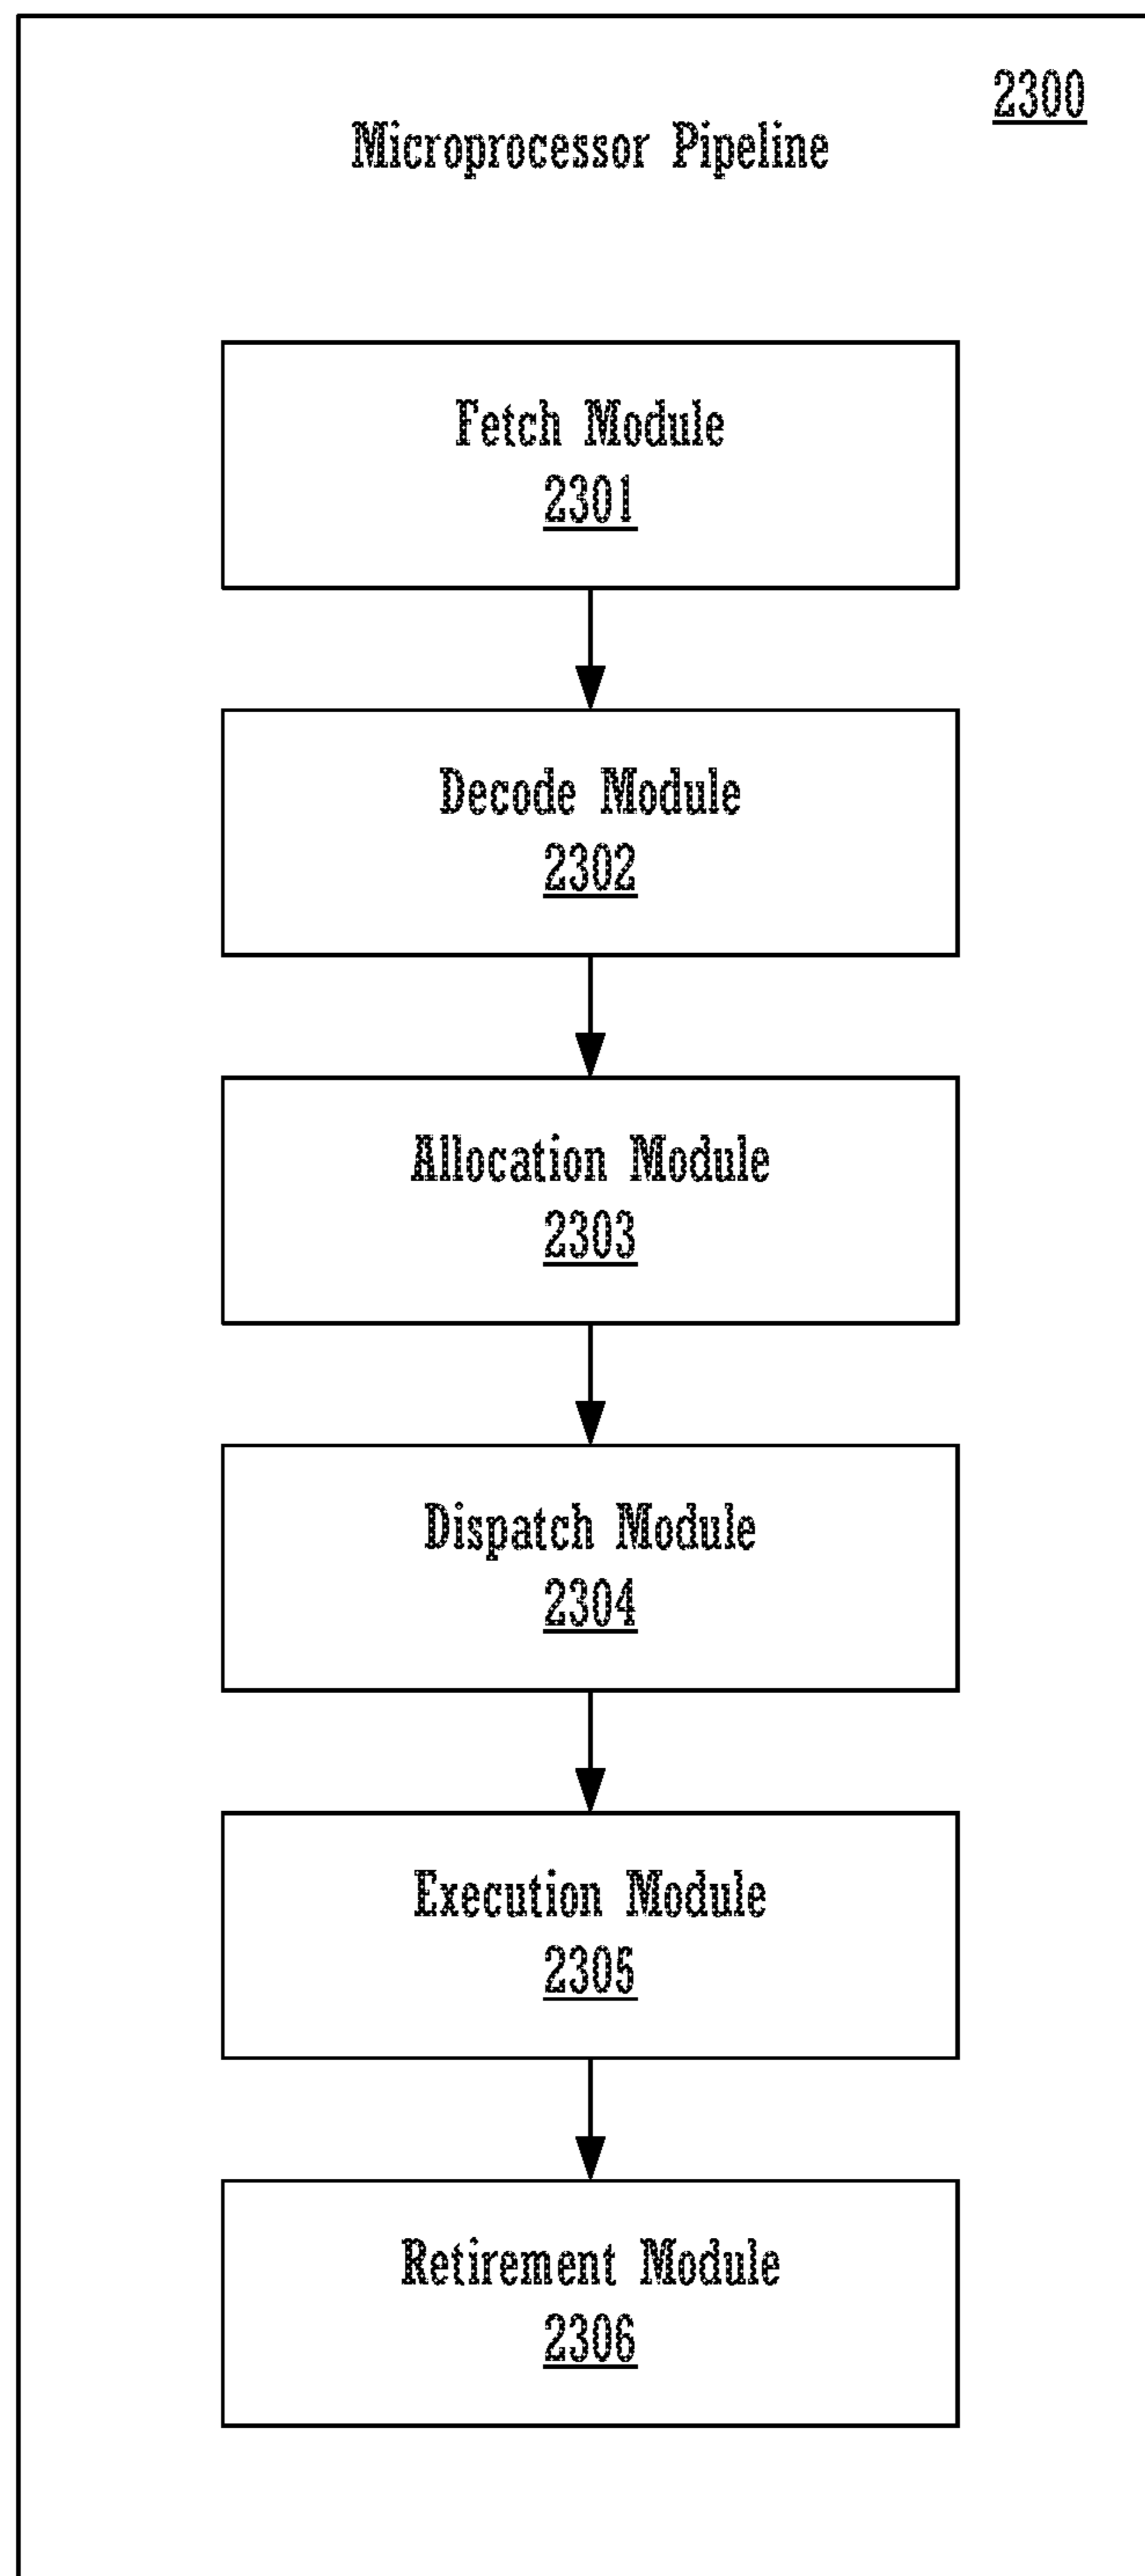 2300
Microprocessor Pipeline
Fetch Module
2301
Decode Module
2302
Allocation Module
2303
Dispatch Module
2304
Execution Module
2305
Retirement Module
2306